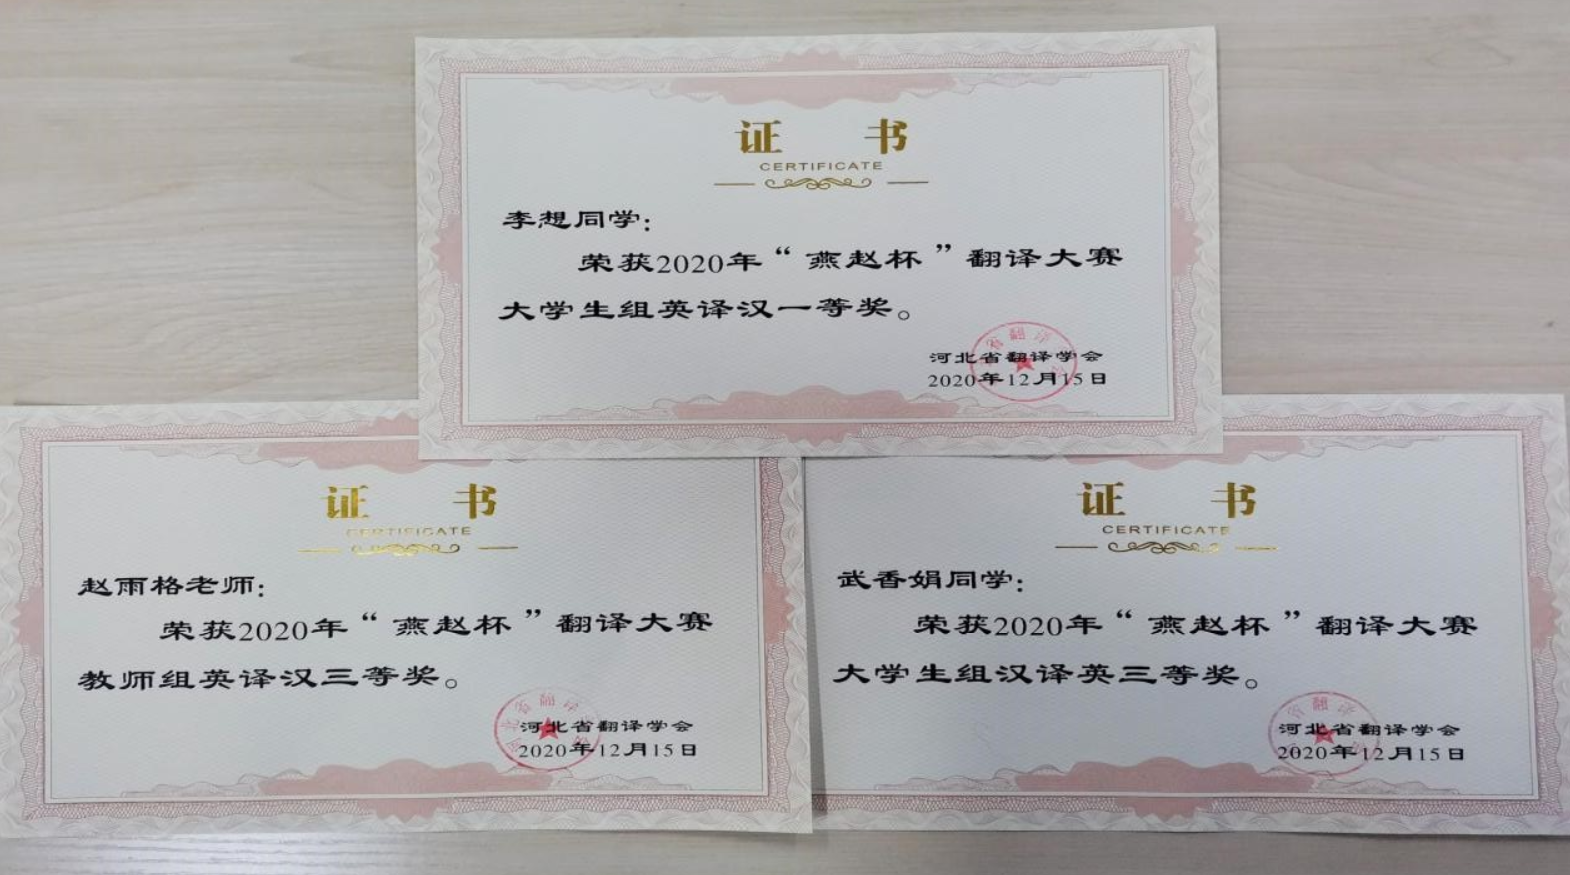 证 书
CERTIFICATE
李想同学：
荣获2020年“燕赵杯”翻译大赛
大学生组英译汉一等奖。
河北省翻译学会
2020年12月15日
证 书
CERTIFICATE
赵雨格老师：
荣获2020年“燕赵杯”翻译大赛
教师组英译汉三等奖。
河北省翻译学会
2020年12月15日
证 书
CERTIFICATE
武香娟同学：
荣获2020年“燕赵杯”翻译大赛
大学生组汉译英三等奖。
河北省翻译学会
2020年12月15日